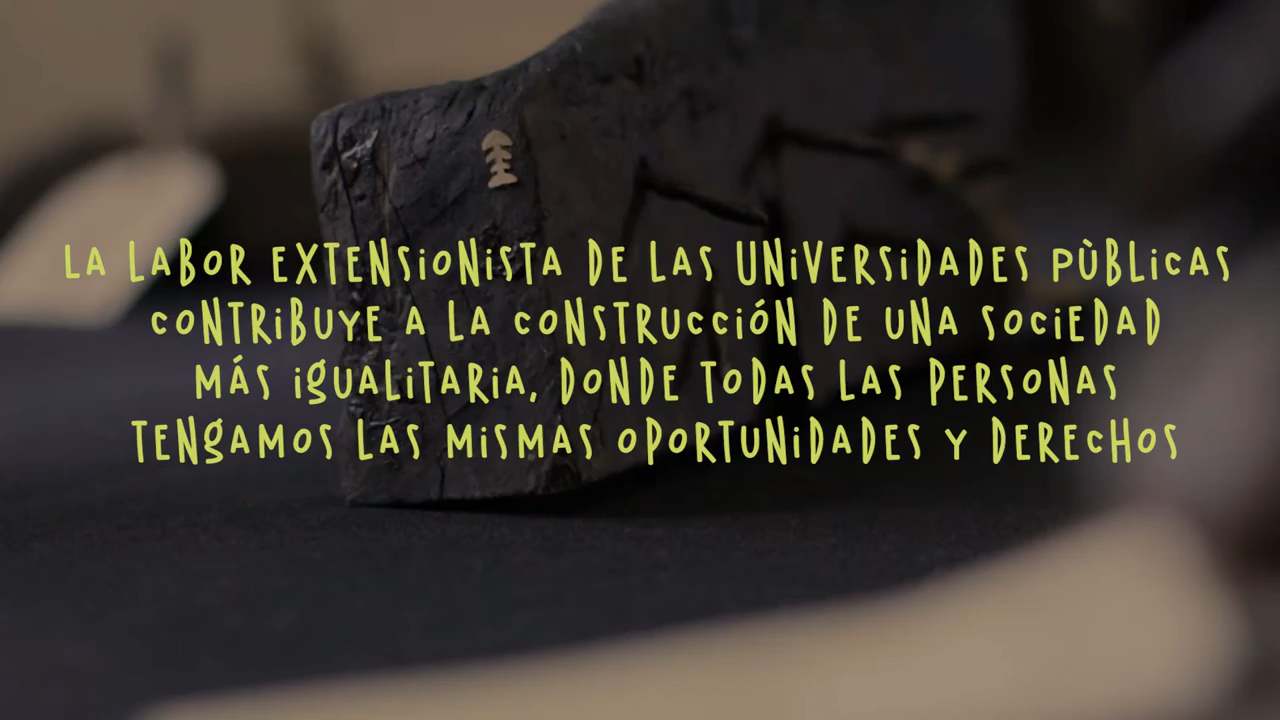 LA LABOR EXTENSIONISTA DE LAS UNIVERSIDADES PÙBLICAS
CONTRIBUYE A LA CONSTRUCCIÓN DE UNA SOCIEDAD
MÁS IGUALITARIA, DONDE TODAS LAS PERSONAS
TENGAMOS LAS MISMAS OPORTUNIDADES Y DERECHOS